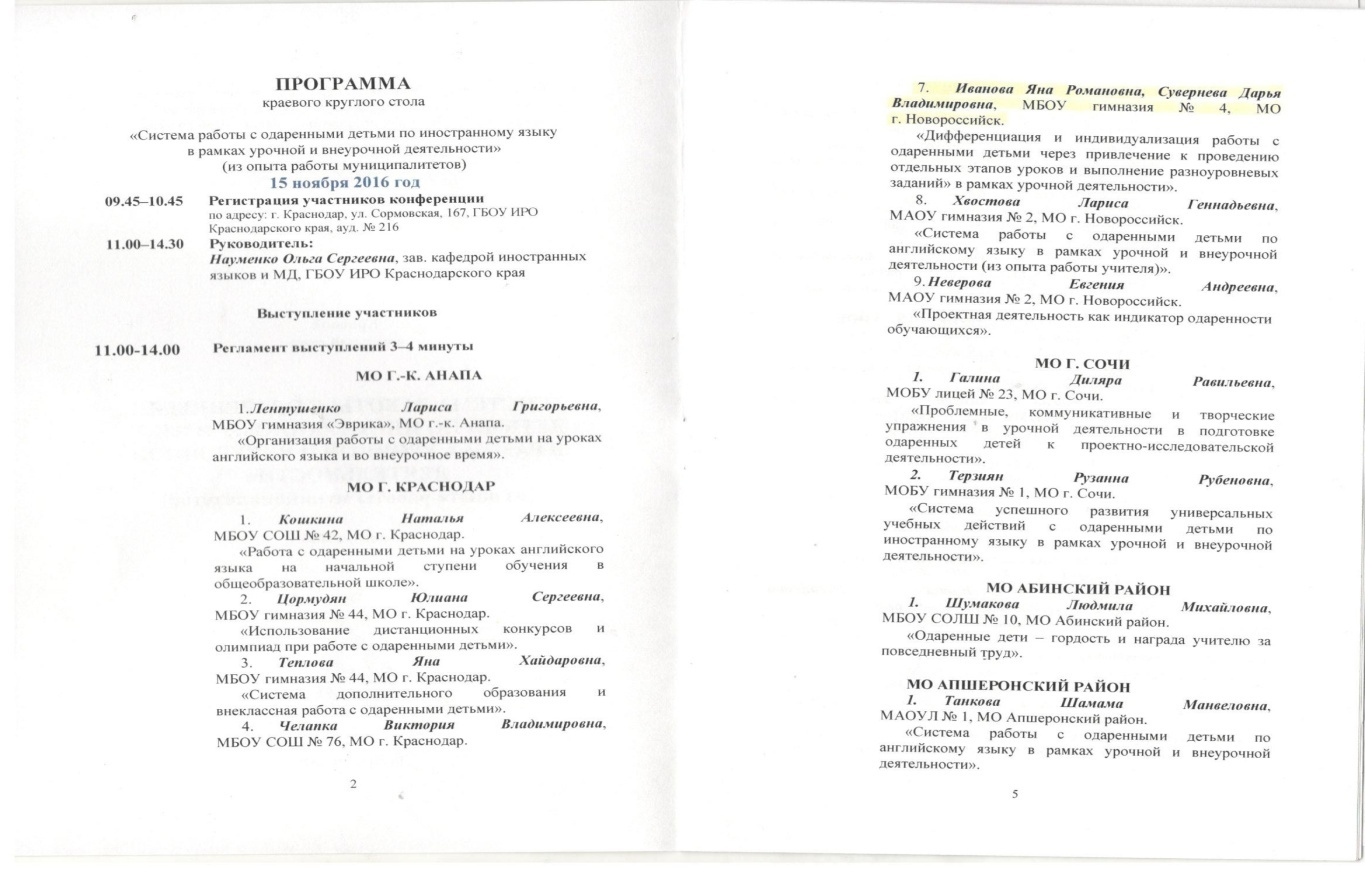 ПРОГРАММА
краевого круглого стола
«Система работы с одаренными детьми по иностранному языку
в рамках урочной и внеурочной деятельности»
(из опыта работы муниципалитетов)
15 ноября 2016 год
09.45–10.45 Регистрация участников конференции
по адресу: г. Краснодар, ул. Сормовская, 167, ГБОУ ИРО
Краснодарского края, ауд. № 216
11.00–14.30 Руководитель:
Науменко Ольга Сергеевна, зав. кафедрой иностранных
языков и МД, ГБОУ ИРО Краснодарского края
Выступление участников
11.00-14.00 Регламент выступлений 3–4 минуты
МО Г.-К. АНАПА
1.Лентушенко Лариса Григорьевна,
МБОУ гимназия «Эврика», МО г.-к. Анапа.
«Организация работы с одаренными детьми на уроках
английского языка и во внеурочное время».
МО Г. КРАСНОДАР
1. Кошкина Наталья Алексеевна,
МБОУ СОШ № 42, МО г. Краснодар.
«Работа с одаренными детьми на уроках английского
языка на начальной ступени обучения в
общеобразовательной школе».
2. Цормудян Юлиана Сергеевна,
МБОУ гимназия № 44, МО г. Краснодар.
«Использование дистанционных конкурсов и
олимпиад при работе с одаренными детьми».
3. Теплова Яна Хайдаровна,
МБОУ гимназия № 44, МО г. Краснодар.
«Система дополнительного образования и
внеклассная работа с одаренными детьми».
4. Челапка Виктория Владимировна,
МБОУ СОШ № 76, МО г. Краснодар.
2
7. Иванова Яна Романовна, Сувернева Дарья
Владимировна, МБОУ гимназия № 4, МО
г. Новороссийск.
«Дифференциация и индивидуализация работы с
одаренными детьми через привлечение к проведению
отдельных этапов уроков и выполнение разноуровневых
заданий» в рамках урочной деятельности».
8. Хвостова Лариса Геннадьевна,
МАОУ гимназия № 2, МО г. Новороссийск.
«Система работы с одаренными детьми по
английскому языку в рамках урочной и внеурочной
деятельности (из опыта работы учителя)».
9.Неверова Евгения Андреевна,
МАОУ гимназия № 2, МО г. Новороссийск.
«Проектная деятельность как индикатор одаренности
обучающихся».
МО Г. СОЧИ
1. Галина Диляра Равильевна,
МОБУ лицей № 23, МО г. Сочи.
«Проблемные, коммуникативные и творческие
упражнения в урочной деятельности в подготовке
одаренных детей к проектно-исследовательской
деятельности».
2. Терзиян Рузанна Рубеновна,
МОБУ гимназия № 1, МО г. Сочи.
«Система успешного развития универсальных
учебных действий с одаренными детьми по
иностранному языку в рамках урочной и внеурочной
деятельности».
МО АБИНСКИЙ РАЙОН
1. Шумакова Людмила Михайловна,
МБОУ СОЛШ № 10, МО Абинский район.
«Одаренные дети – гордость и награда учителю за
повседневный труд».
МО АПШЕРОНСКИЙ РАЙОН
1. Танкова Шамама Манвеловна,
МАОУЛ № 1, МО Апшеронский район.
«Система работы с одаренными детьми по
английскому языку в рамках урочной и внеурочной
деятельности».
5